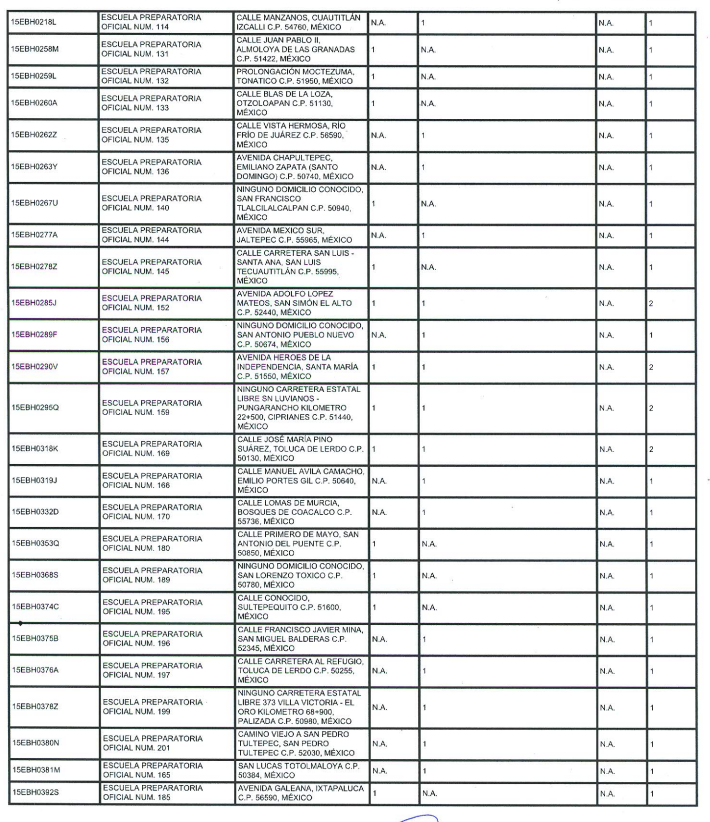 15EBH0218L
ESCUELA PREPARATORIA
OFICIAL NUM. 114
CALLE MANZANOS, CUAUTITLÁN
IZCALLI C.P. 54760, MÉXICO
N.A.
1
N.A.
1
15EBH0258M
ESCUELA PREPARATORIA
OFICIAL NUM. 131
CALLE JUAN PABLO II,
ALMOLOYA DE LAS GRANADAS
C.P. 51422, MÉXICO
1
N.A.
N.A.
1
15EBH0259L
ESCUELA PREPARATORIA
OFICIAL NUM. 132
PROLONGACIÓN MOCTEZUMA,
TONATICO C.P. 51950, MÉXICO
1
N.A.
N.A.
1
15EBH0260A
ESCUELA PREPARATORIA
OFICIAL NUM. 133
CALLE BLAS DE LA LOZA,
OTZOLOAPAN C.P. 51130,
MÉXICO
1
N.A.
N.A.
1
15EBH0262Z
ESCUELA PREPARATORIA
OFICIAL NUM. 135
CALLE VISTA HERMOSA, RÍO
FRÍO DE JUÁREZ C.P. 56590,
MÉXICO
N.A.
1
N.A.
1
15EBH0263Y
ESCUELA PREPARATORIA
OFICIAL NUM. 136
AVENIDA CHAPULTEPEC,
EMILIANO ZAPATA (SANTO
DOMINGO) C.P. 50740, MÉXICO
N.A.
1
N.A.
1
15EBH0267U
ESCUELA PREPARATORIA
OFICIAL NUM. 140
NINGUNO DOMICILIO CONOCIDO,
SAN FRANCISCO
TLALCILALCALPAN C.P. 50940,
MÉXICO
1
N.A.
N.A.
1
15EBH0277A
ESCUELA PREPARATORIA
OFICIAL NUM. 144
AVENIDA MEXICO SUR,
JALTEPEC C.P. 55965, MÉXICO
N.A.
1
N.A.
1
15EBH0278Z
ESCUELA PREPARATORIA
OFICIAL NUM. 145
CALLE CARRETERA SAN LUIS -
SANTA ANA, SAN LUIS
TECUAUTITLÁN C.P. 55995,
MÉXICO
1
N.A.
N.A.
1
15EBH0285J
ESCUELA PREPARATORIA
OFICIAL NUM. 152
AVENIDA ADOLFO LOPEZ
MATEOS, SAN SIMÓN EL ALTO
C.P. 52440, MÉXICO
1
1
N.A.
2
15EBH0289F
ESCUELA PREPARATORIA
OFICIAL NUM. 156
NINGUNO DOMICILIO CONOCIDO,
SAN ANTONIO PUEBLO NUEVO
C.P. 50674, MÉXICO
N.A.
1
N.A.
1
15EBH0290V
ESCUELA PREPARATORIA
OFICIAL NUM. 157
AVENIDA HEROES DE LA
INDEPENDENCIA, SANTA MARÍA
C.P. 51550, MÉXICO
1
1
N.A.
2
15EBH0295Q
ESCUELA PREPARATORIA
OFICIAL NUM. 159
NINGUNO CARRETERA ESTATAL
LIBRE SN LUVIANOS -
PUNGARANCHO KILOMETRO
22+500, CIPRIANES C.P. 51440,
MÉXICO
1
1
N.A.
2
15EBH0318K
ESCUELA PREPARATORIA
OFICIAL NUM. 169
CALLE JOSÉ MARÍA PINO
SUÁREZ, TOLUCA DE LERDO C.P.
50130, MÉXICO
1
1
N.A.
2
15EBH0319J
ESCUELA PREPARATORIA
OFICIAL NUM. 166
CALLE MANUEL AVILA CAMACHO,
EMILIO PORTES GIL C.P. 50640,
MÉXICO
N.A.
1
N.A.
1
15EBH0332D
ESCUELA PREPARATORIA
OFICIAL NUM. 170
CALLE LOMAS DE MURCIA,
BOSQUES DE COACALCO C.P.
55736, MÉXICO
N.A.
1
N.A.
1
15EBH0353Q
ESCUELA PREPARATORIA
OFICIAL NUM. 180
CALLE PRIMERO DE MAYO, SAN
ANTONIO DEL PUENTE C.P.
50850, MÉXICO
1
N.A.
N.A.
1
15EBH0368S
ESCUELA PREPARATORIA
OFICIAL NUM. 189
NINGUNO DOMICILIO CONOCIDO,
SAN LORENZO TOXICO C.P.
50780, MÉXICO
1
N.A.
N.A.
1
15EBH0374C
ESCUELA PREPARATORIA
OFICIAL NUM. 195
CALLE CONOCIDO,
SULTEPEQUITO C.P. 51600,
MÉXICO
1
N.A.
N.A.
1
15EBH0375B
ESCUELA PREPARATORIA
OFICIAL NUM. 196
CALLE FRANCISCO JAVIER MINA,
SAN MIGUEL BALDERAS C.P.
52345, MÉXICO
N.A.
1
N.A.
1
15EBH0376A
ESCUELA PREPARATORIA
OFICIAL NUM. 197
CALLE CARRETERA AL REFUGIO,
TOLUCA DE LERDO C.P. 50255,
MÉXICO
N.A.
1
N.A.
1
15EBH0378Z
ESCUELA PREPARATORIA
OFICIAL NUM. 199
NINGUNO CARRETERA ESTATAL
LIBRE 373 VILLA VICTORIA - EL
ORO KILOMETRO 68+900,
PALIZADA C.P. 50980, MÉXICO
N.A.
1
N.A.
1
15EBH0380N
ESCUELA PREPARATORIA
OFICIAL NUM. 201
CAMINO VIEJO A SAN PEDRO
TULTEPEC, SAN PEDRO
TULTEPEC C.P. 52030, MÉXICO
N.A.
1
N.A.
1
15EBH0381M
ESCUELA PREPARATORIA
OFICIAL NUM. 165
SAN LUCAS TOTOLMALOYA C.P.
50384, MÉXICO
N.A.
1
N.A.
1
15EBH0392S
ESCUELA PREPARATORIA
OFICIAL NUM. 185
AVENIDA GALEANA, IXTAPALUCA
C.P. 56590, MÉXICO
1
N.A.
N.A.
1